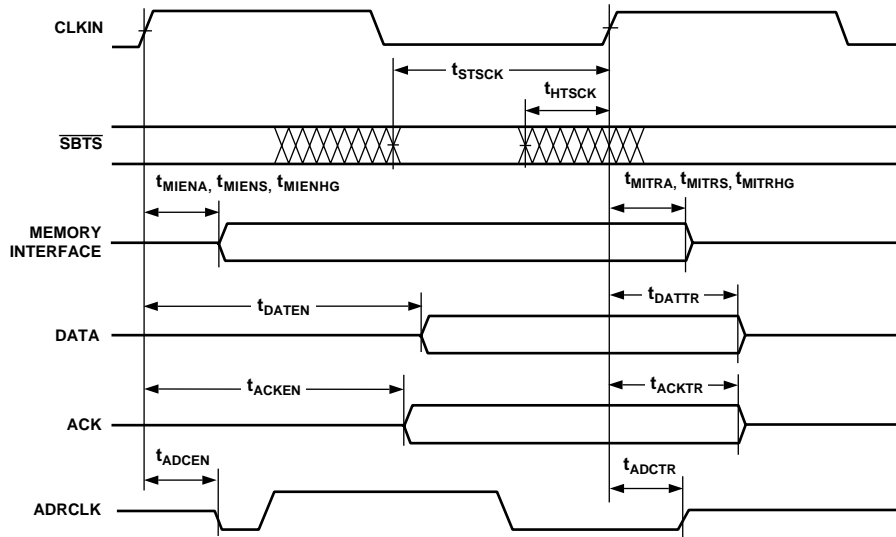 CLKIN
tSTSCK
tHTSCK
SBTS
tMIENA, tMIENS, tMIENHG
tMITRA, tMITRS, tMITRHG
MEMORY
INTERFACE
tDATEN
tDATTR
DATA
tACKEN
tACKTR
ACK
tADCEN
tADCTR
ADRCLK